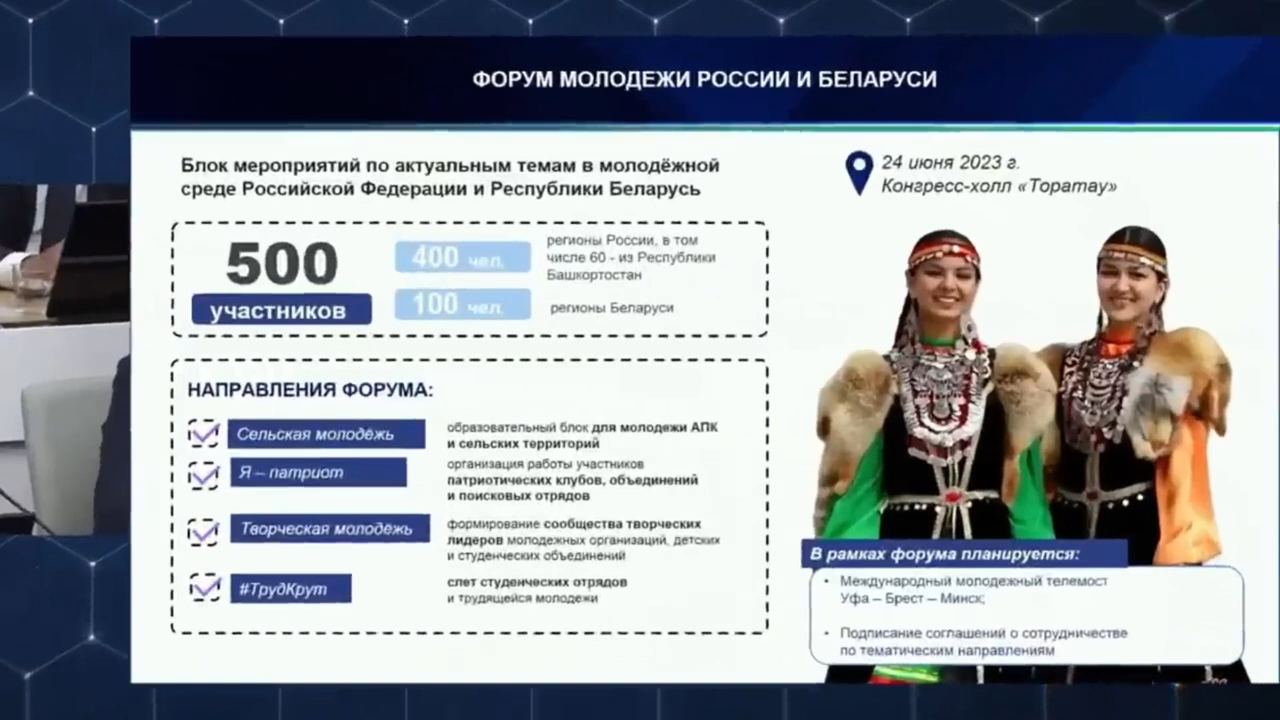 ФОРУМ МОЛОДЕЖИ РОССИИ И БЕЛАРУСИ
Блок мероприятий по актуальным темам в молодёжной
среде Российской Федерации и Республики Беларусь
24 июня 2023 г.
Конгресс-холл «Торатау»
500
участников
400 чел.
регионы России, в том
числе 60 - из Республики
Башкортостан
100 чел.
регионы Беларуси
НАПРАВЛЕНИЯ ФОРУМА:
Сельская молодёжь
образовательный блок для молодежи АПК
и сельских территорий
Я – патриот
организация работы участников
патриотических клубов, объединений
и поисковых отрядов
Творческая молодёжь
формирование сообщества творческих
лидеров молодежных организаций, детских
и студенческих объединений
#ТрудКрут
слет студенческих отрядов
и трудящейся молодежи
В рамках форума планируется:
• Международный молодежный телемост
Уфа – Брест – Минск;
• Подписание соглашений о сотрудничестве
по тематическим направлениям